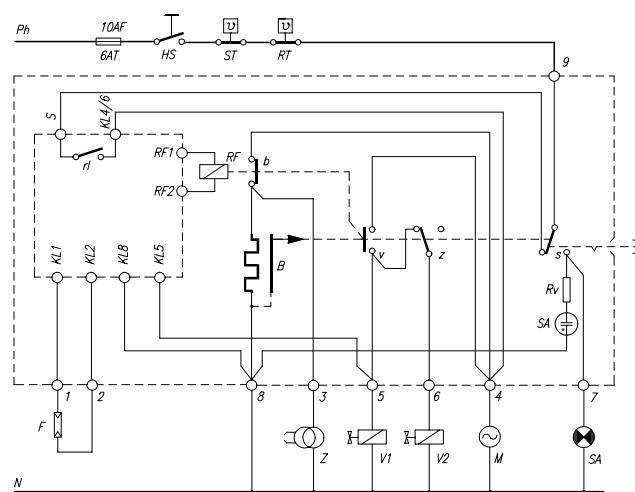 Ph
10AF
6AT
HS
υ
ST
υ
RT
9
S
KL4/6
rl
RF1
RF2
RF
b
KL1
KL2
KL8
KL5
B
v
z
s
Rv
SA
1
2
8
3
5
6
4
7
F
Z
V1
V2
M
SA
N